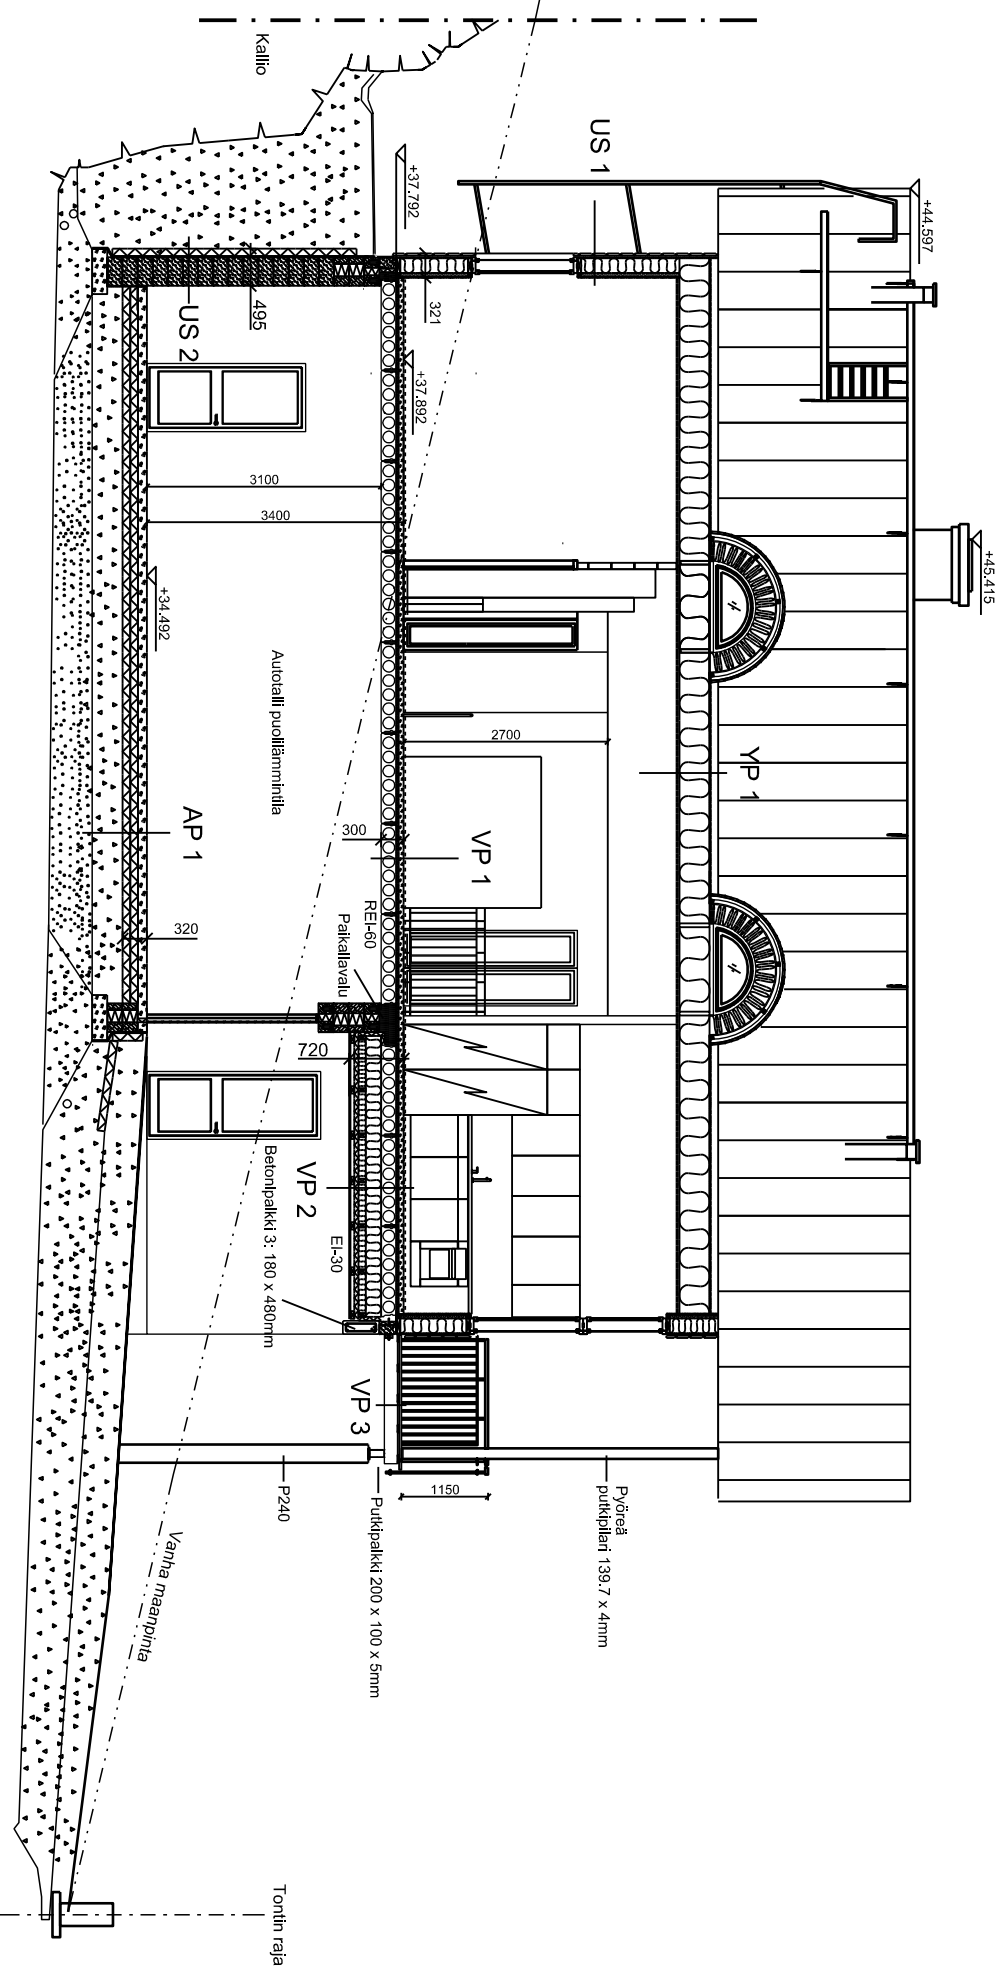 +45.415
+44.597
YP 1
US 1
Pyöreä
putkipilari 139.7 x 4mm
2700
VP 1
1150
321
+37.892
+37.792
Kallio
300
REI-60
Paikallavalu
720
VP 2
EI-30
Betonipalkki 3: 180 x 480mm
VP 3
Putkipalkki 200 x 100 x 5mm
P240
3100
3400
Autotalli puolilämmintila
495
US 2
+34.492
AP 1
320
Vanha maanpinta
Tontin raja